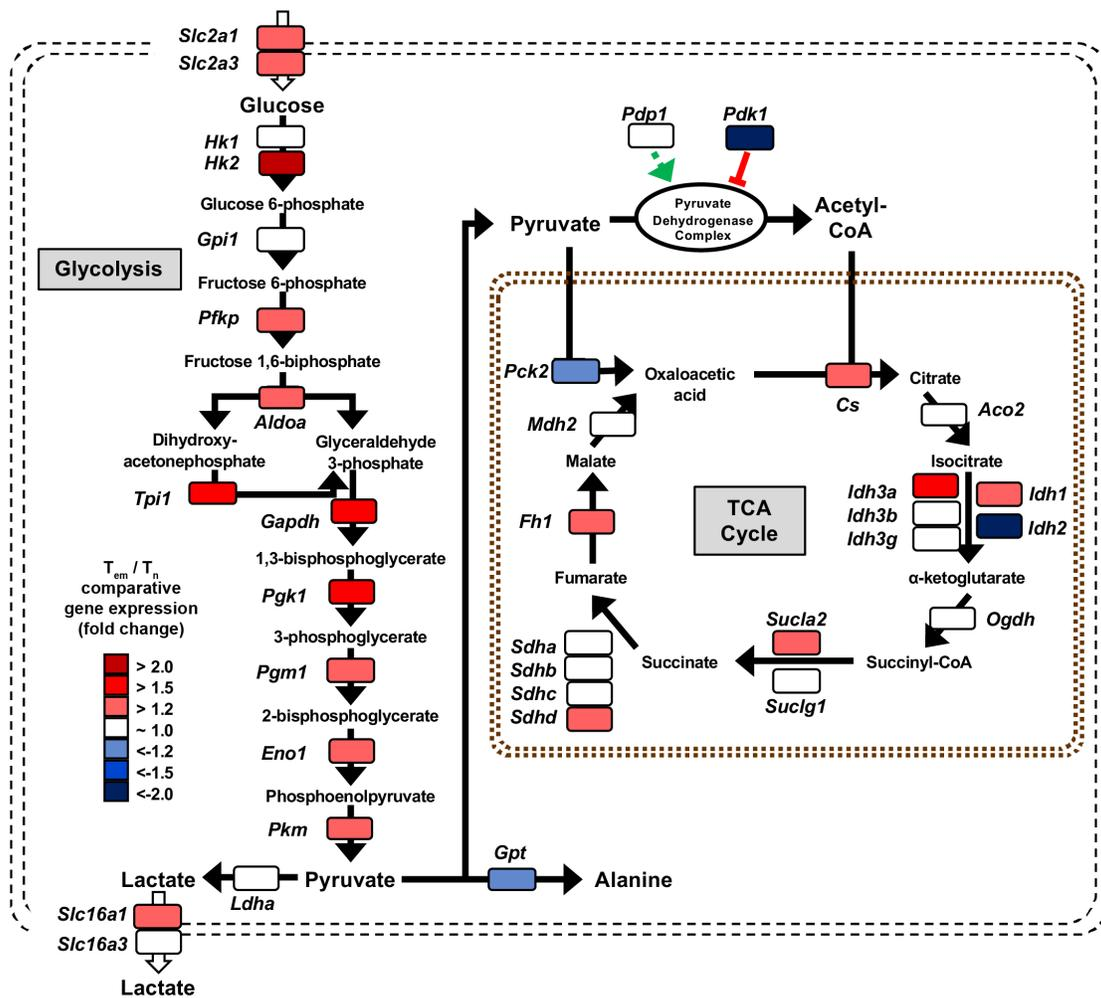 Slc2a1
Slc2a3
Glucose
Hk1
Hk2
Glucose 6-phosphate
Gpi1
Glycolysis
Fructose 6-phosphate
Pfkp
Fructose 1,6-biphosphate
Aldoa
Dihydroxy-
acetonephosphate
Glyceraldehyde
3-phosphate
Tpi1
Gapdh
1,3-bisphosphoglycerate
Pgk1
3-phosphoglycerate
Pgm1
2-bisphosphoglycerate
Eno1
Phosphoenolpyruvate
Pkm
Lactate
Ldha
Pyruvate
Gpt
Alanine
Slc16a1
Slc16a3
Lactate
Tem / Tn
comparative
gene expression
(fold change)
> 2.0
> 1.5
> 1.2
~ 1.0
<-1.2
<-1.5
<-2.0
Pdp1
Pdk1
Pyruvate
Pyruvate
Dehydrogenase
Complex
Acetyl-
CoA
Pck2
Oxaloacetic
acid
Cs
Citrate
Mdh2
Aco2
Malate
Isocitrate
Idh3a
Idh3b
Idh3g
Idh1
Idh2
Fh1
TCA
Cycle
Fumarate
α-ketoglutarate
Ogdh
Sdha
Sdhb
Sdhc
Sdhd
Succinate
Sucla2
Suclg1
Succinyl-CoA